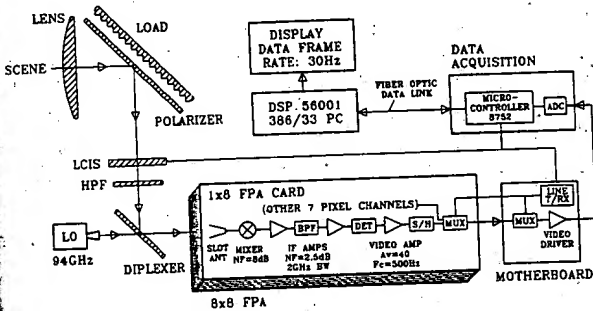 LENS
LOAD
SCENE
POLARIZER
DISPLAY
DATA FRAME
RATE: 30Hz
DSP 56001
386/33 PC
FIBER OPTIC
DATA LINK
DATA
ACQUISITION
MICRO-
CONTROLLER
8752
ADC
LCIS
HPF
LO
94GHz
DIPLEXER
1x8 FPA CARD
(OTHER 7 PIXEL CHANNELS)
SLOT
ANT
MIXER
NF=8dB
BPF
IF AMPS
NF=2.5dB
2GHz BW
DET
VIDEO AMP
Av=40
Fc=500Hz
S/H
MUX
8x8 FPA
LINE
T/RX
MUX
VIDEO
DRIVER
MOTHERBOARD